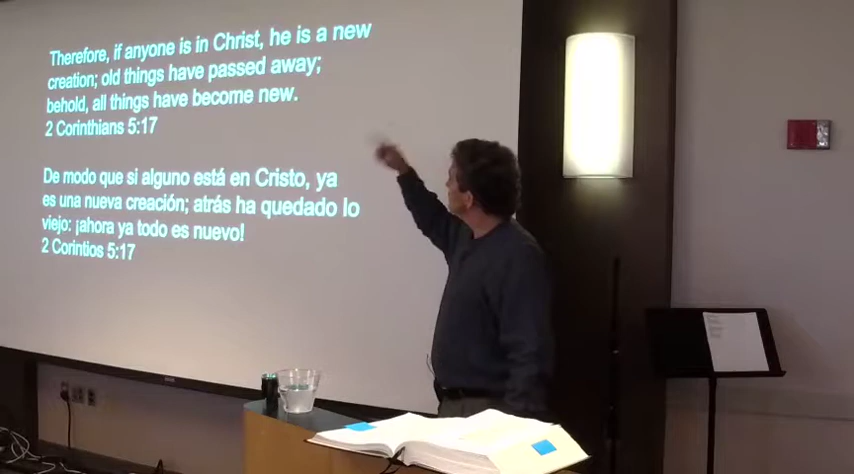 Therefore, if anyone is in Christ, he is a new
creation; old things have passed away;
behold, all things have become new.
2 Corinthians 5:17
De modo que si alguno está en Cristo, ya
es una nueva creación; atrás ha quedado lo
viejo: ¡ahora ya todo es nuevo!
2 Corintios 5:17